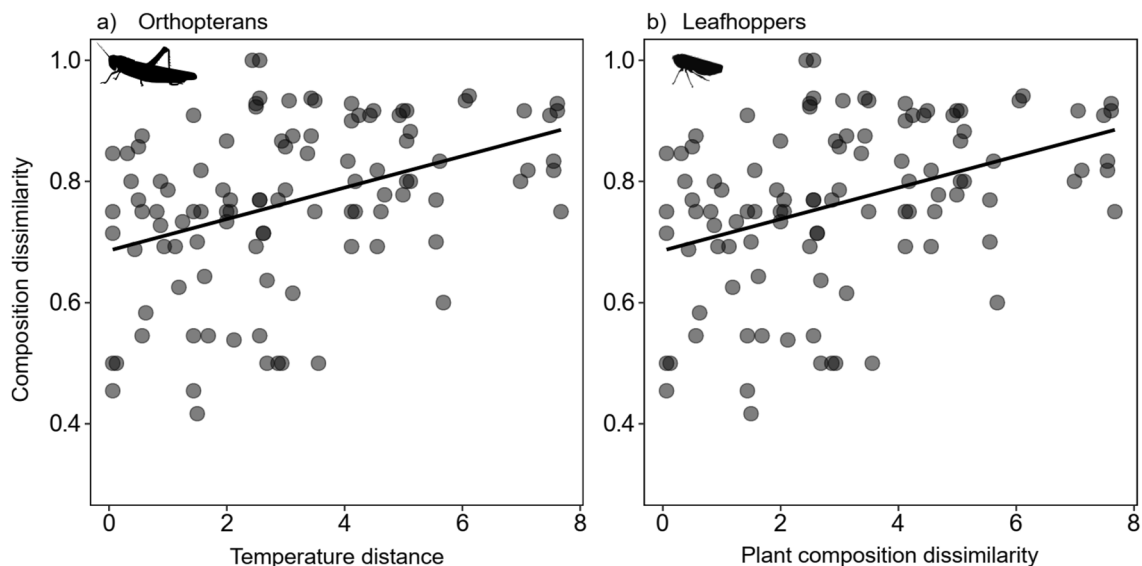 a) Orthopterans
b) Leafhoppers
Composition dissimilarity
1.0
0.8
0.6
0.4
0 2 4 6 8
Temperature distance
1.0
0.8
0.6
0.4
0 2 4 6 8
Plant composition dissimilarity